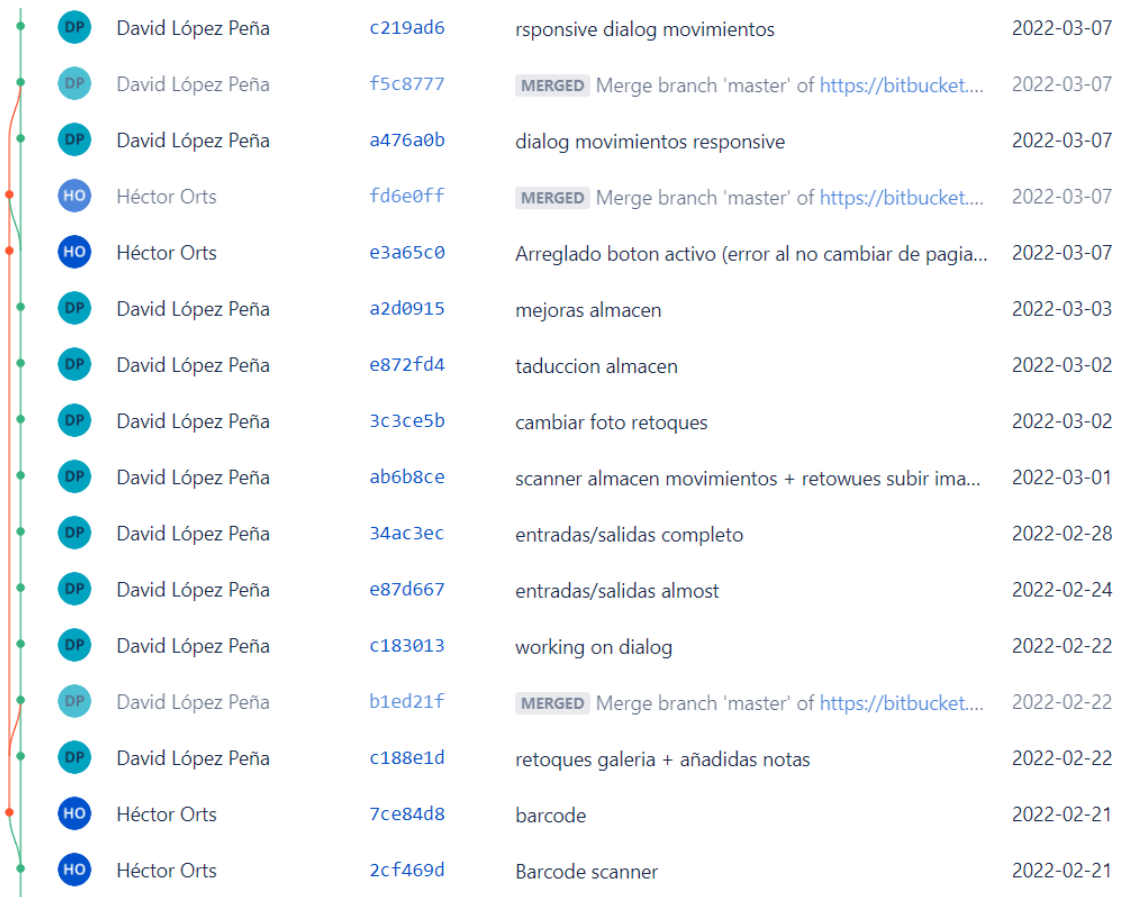 DP David López Peña c219ad6 rsponsive dialog movimientos 2022-03-07
DP David López Peña f5c8777 MERGED Merge branch 'master' of https://bitbucket.... 2022-03-07
DP David López Peña a476a0b dialog movimientos responsive 2022-03-07
HO Héctor Orts fd6e0ff MERGED Merge branch 'master' of https://bitbucket.... 2022-03-07
HO Héctor Orts e3a65c0 Arreglado boton activo (error al no cambiar de pagia... 2022-03-07
DP David López Peña a2d0915 mejoras almacen 2022-03-03
DP David López Peña e872fd4 taduccion almacen 2022-03-02
DP David López Peña 3c3ce5b cambiar foto retoques 2022-03-02
DP David López Peña ab6b8ce scanner almacen movimientos + retowues subir ima... 2022-03-01
DP David López Peña 34ac3ec entradas/salidas completo 2022-02-28
DP David López Peña e87d667 entradas/salidas almost 2022-02-24
DP David López Peña c183013 working on dialog 2022-02-22
DP David López Peña b1ed21f MERGED Merge branch 'master' of https://bitbucket.... 2022-02-22
DP David López Peña c188e1d retoques galeria + añadidas notas 2022-02-22
HO Héctor Orts 7ce84d8 barcode 2022-02-21
HO Héctor Orts 2cf469d Barcode scanner 2022-02-21